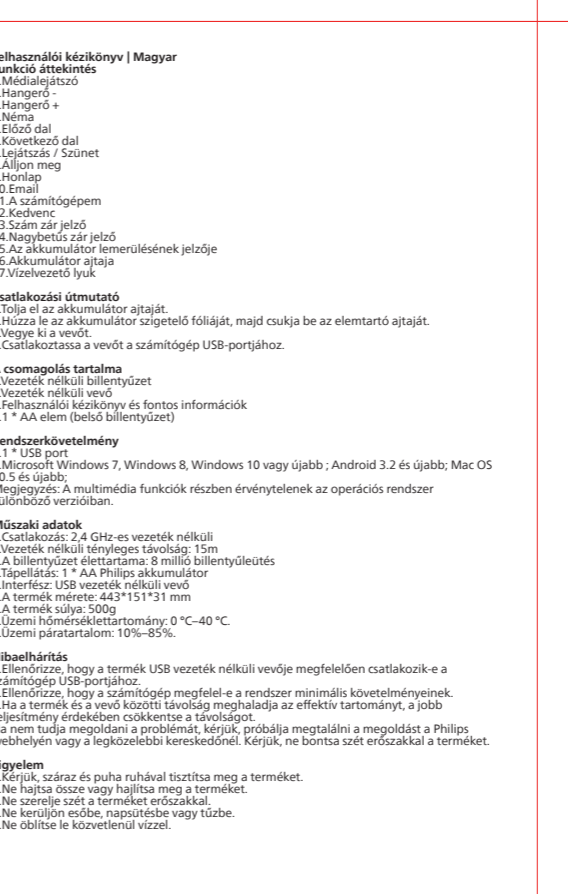 elhasználói kézikönyv | Magyar
unkció áttekintés
.Médialejátszó
.Hangerő -
.Hangerő +
.Néma
.Előző dal
.Következő dal
.Lejátszás / Szünet
.Álljon meg
.Honlap
0.Email
1.A számítógépem
2.Kedvenc
3.Szám zár jelző
4.Nagybetűs zár jelző
5.Az akkumulátor lemerülésének jelzője
6.Akkumulátor ajtaja
7.Vízelvezető lyuk
satlakozási útmutató
.Tolja el az akkumulátor ajtaját.
.Húzza le az akkumulátor szigetelő fóliáját, majd csukja be az elemtartó ajtaját.
.Vegye ki a vevőt.
.Csatlakoztassa a vevőt a számítógép USB-portjához.
csomagolás tartalma
.Vezeték nélküli billentyűzet
.Vezeték nélküli vevő
.Felhasználói kézikönyv és fontos információk
.1 * AA elem (belső billentyűzet)
endszerkövetelmény
.1 * USB port
.Microsoft Windows 7, Windows 8, Windows 10 vagy újabb ; Android 3.2 és újabb; Mac OS
0.5 és újabb;
egjegyzés: A multimédia funkciók részben érvénytelenek az operációs rendszer
ülönböző verzióiban.
űszaki adatok
.Csatlakozás: 2,4 GHz-es vezeték nélküli
.Vezeték nélküli tényleges távolság: 15m
.A billentyűzet élettartama: 8 millió billentyűleütés
.Tápellátás: 1 * AA Philips akkumulátor
.Interfész: USB vezeték nélküli vevő
.A termék mérete: 443*151*31 mm
.A termék súlya: 500g
.Üzemi hőmérséklettartomány: 0 °C–40 °C.
.Üzemi páratartalom: 10%–85%.
ibaelhárítás
.Ellenőrizze, hogy a termék USB vezeték nélküli vevője megfelelően csatlakozik-e a
zámítógép USB-portjához.
.Ellenőrizze, hogy a számítógép megfelel-e a rendszer minimális követelményeinek.
.Ha a termék és a vevő közötti távolság meghaladja az effektív tartományt, a jobb
eljesítmény érdekében csökkentse a távolságot.
a nem tudja megoldani a problémát, kérjük, próbálja megtalálni a megoldást a Philips
ebhelyén vagy a legközelebbi kereskedőnél. Kérjük, ne bontsa szét erőszakkal a terméket.
igyelem
.Kérjük, száraz és puha ruhával tisztítsa meg a terméket.
.Ne hajtsa össze vagy hajlítsa meg a terméket.
.Ne szerelje szét a terméket erőszakkal.
.Ne kerüljön esőbe, napsütésbe vagy tűzbe.
.Ne öblítse le közvetlenül vízzel.